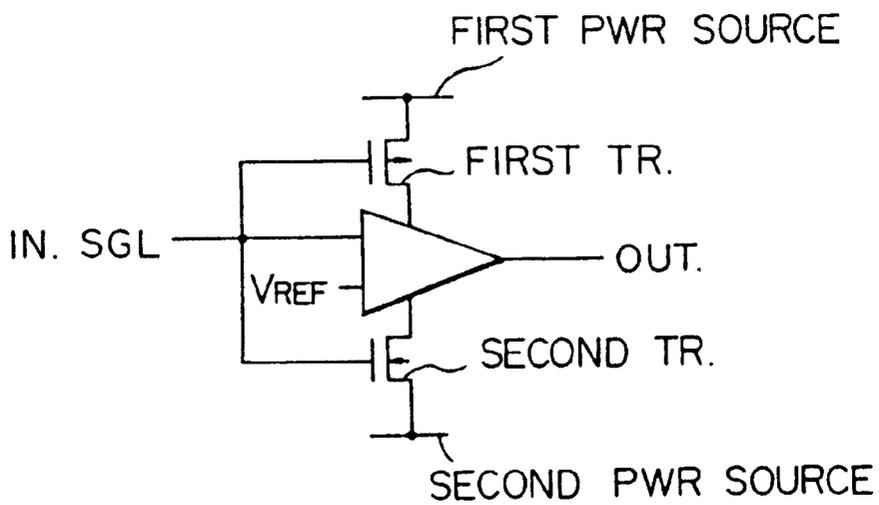 FIRST PWR SOURCE
FIRST TR.
IN. SGL
OUT.
VREF
SECOND TR.
SECOND PWR SOURCE